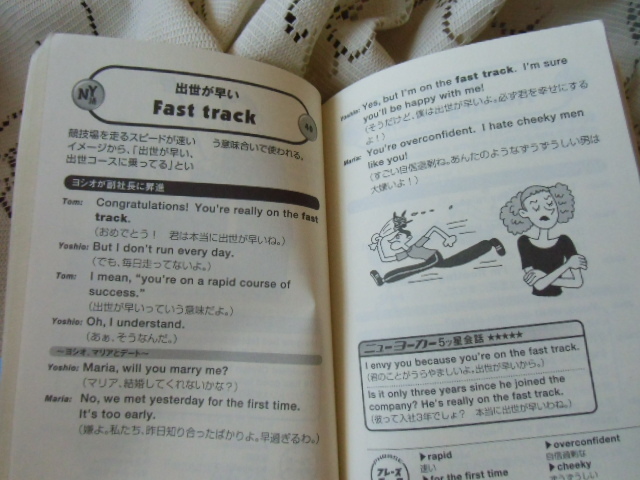 NY
出世が早い
Fast track
競技場を走るスピードが速い
イメージから、「出世が早い、
出世コースに乗ってる」とい
う意味合いで使われる。
ヨシオが副社長に昇進
Tom: Congratulations! You're really on the fast
track.
(おめでとう! 君は本当に出世が早いね。)
Yoshio: But I don't run every day.
(でも、毎日走ってないよ。)
Tom: I mean, "you're on a rapid course of
success."
(出世が早いっていう意味だよ。)
Yoshio: Oh, I understand.
(あぁ、そうなんだ。)
〜ヨシオ、マリアとデート〜
Yoshio: Maria, will you marry me?
(マリア、結婚してくれないかな?)
Maria: No, we met yesterday for the first time.
It's too early.
(嫌よ。私たち、昨日知り合ったばかりよ。早過ぎるわ。)
Yoshio: Yes, but I'm on the fast track. I'm sure
you'll be happy with me!
(そうだけど、僕は出世が早いよ。必ず君を幸せにする
よ!)
Maria: You're overconfident. I hate cheeky men
like you!
(すごい自信過剰ね。あんたのようなずうずうしい男は
大嫌いよ!)
ニューヨーカー5ッ星会話 ★★★★★
I envy you because you're on the fast track.
(君のことがうらやましいよ。出世が早いから。)
Is it only three years since he joined the
company? He's really on the fast track.
(彼って入社3年でしょ? 本当に出世が早いわね。)
フレーズ
▶rapid
速い
▶for the first time
▶overconfident
自信過剰な
▶cheeky
ずうずうしい